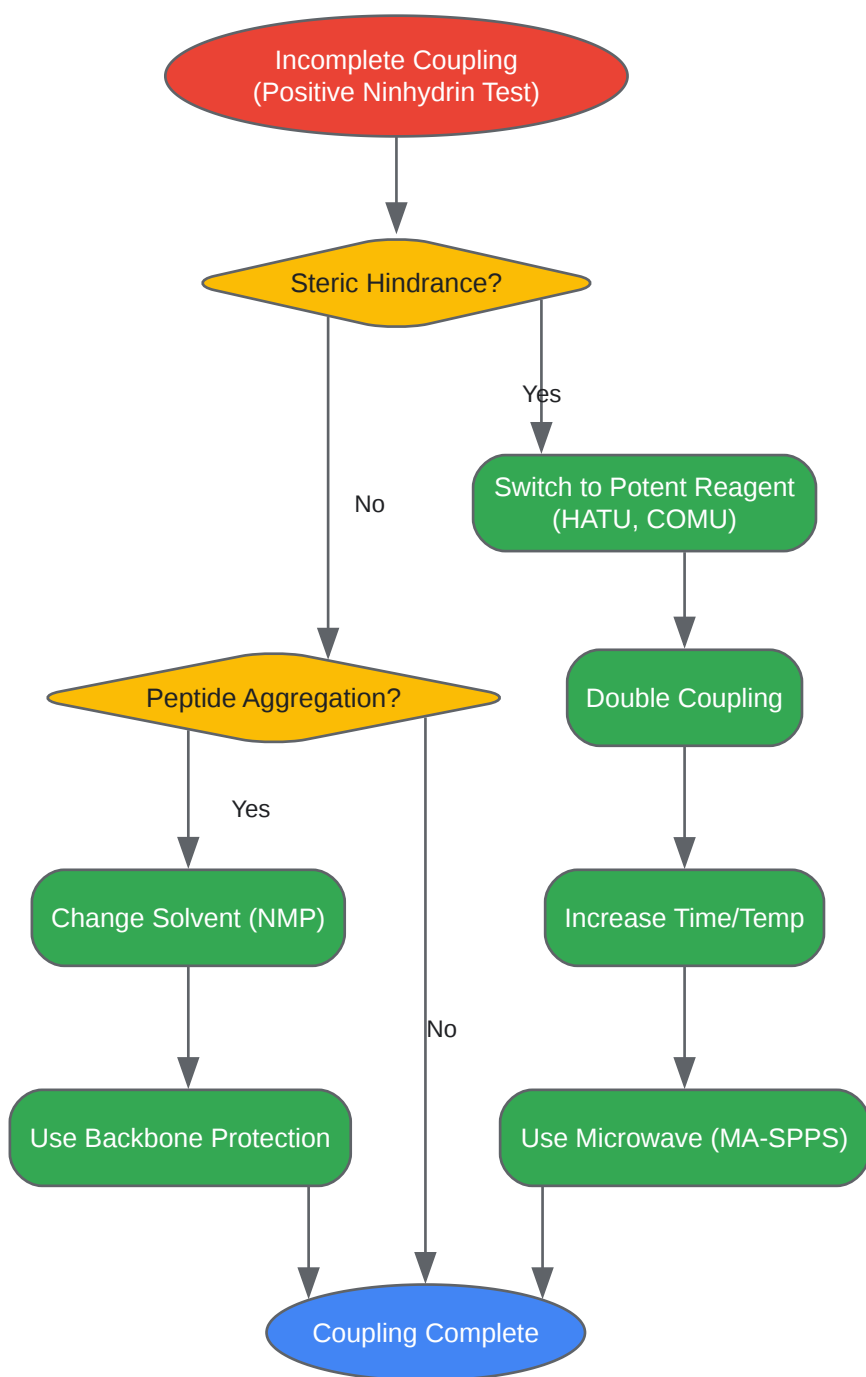 Incomplete Coupling
(Positive Ninhydrin Test)
Steric Hindrance?
Yes
No
Switch to Potent Reagent
(HATU, COMU)
Double Coupling
Peptide Aggregation?
Yes
Change Solvent (NMP)
Increase Time/Temp
No
Use Backbone Protection
Use Microwave (MA-SPPS)
Coupling Complete